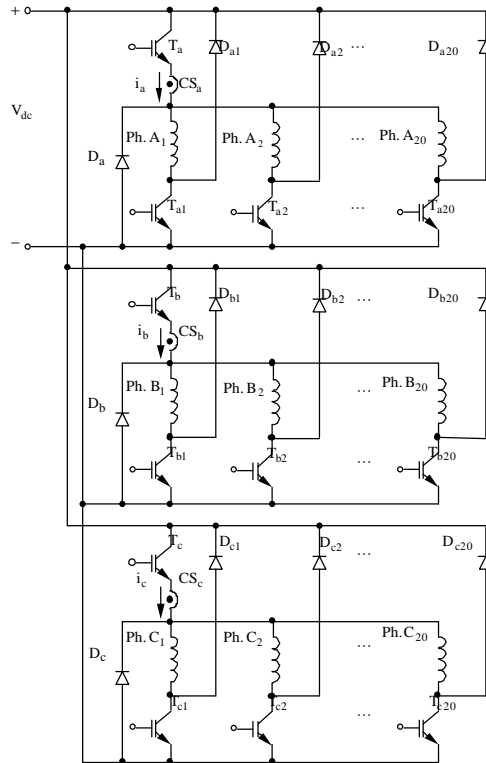 +
T_a D_a1 D_a2 … D_a20
i_a CS_a
V_dc
Ph. A_1 Ph. A_2 … Ph. A_20
D_a
T_a1 T_a2 … T_a20
−
T_b D_b1 D_b2 … D_b20
i_b CS_b
Ph. B_1 Ph. B_2 … Ph. B_20
D_b
T_b1 T_b2 … T_b20
T_c D_c1 D_c2 … D_c20
i_c CS_c
Ph. C_1 Ph. C_2 … Ph. C_20
D_c
T_c1 T_c2 … T_c20